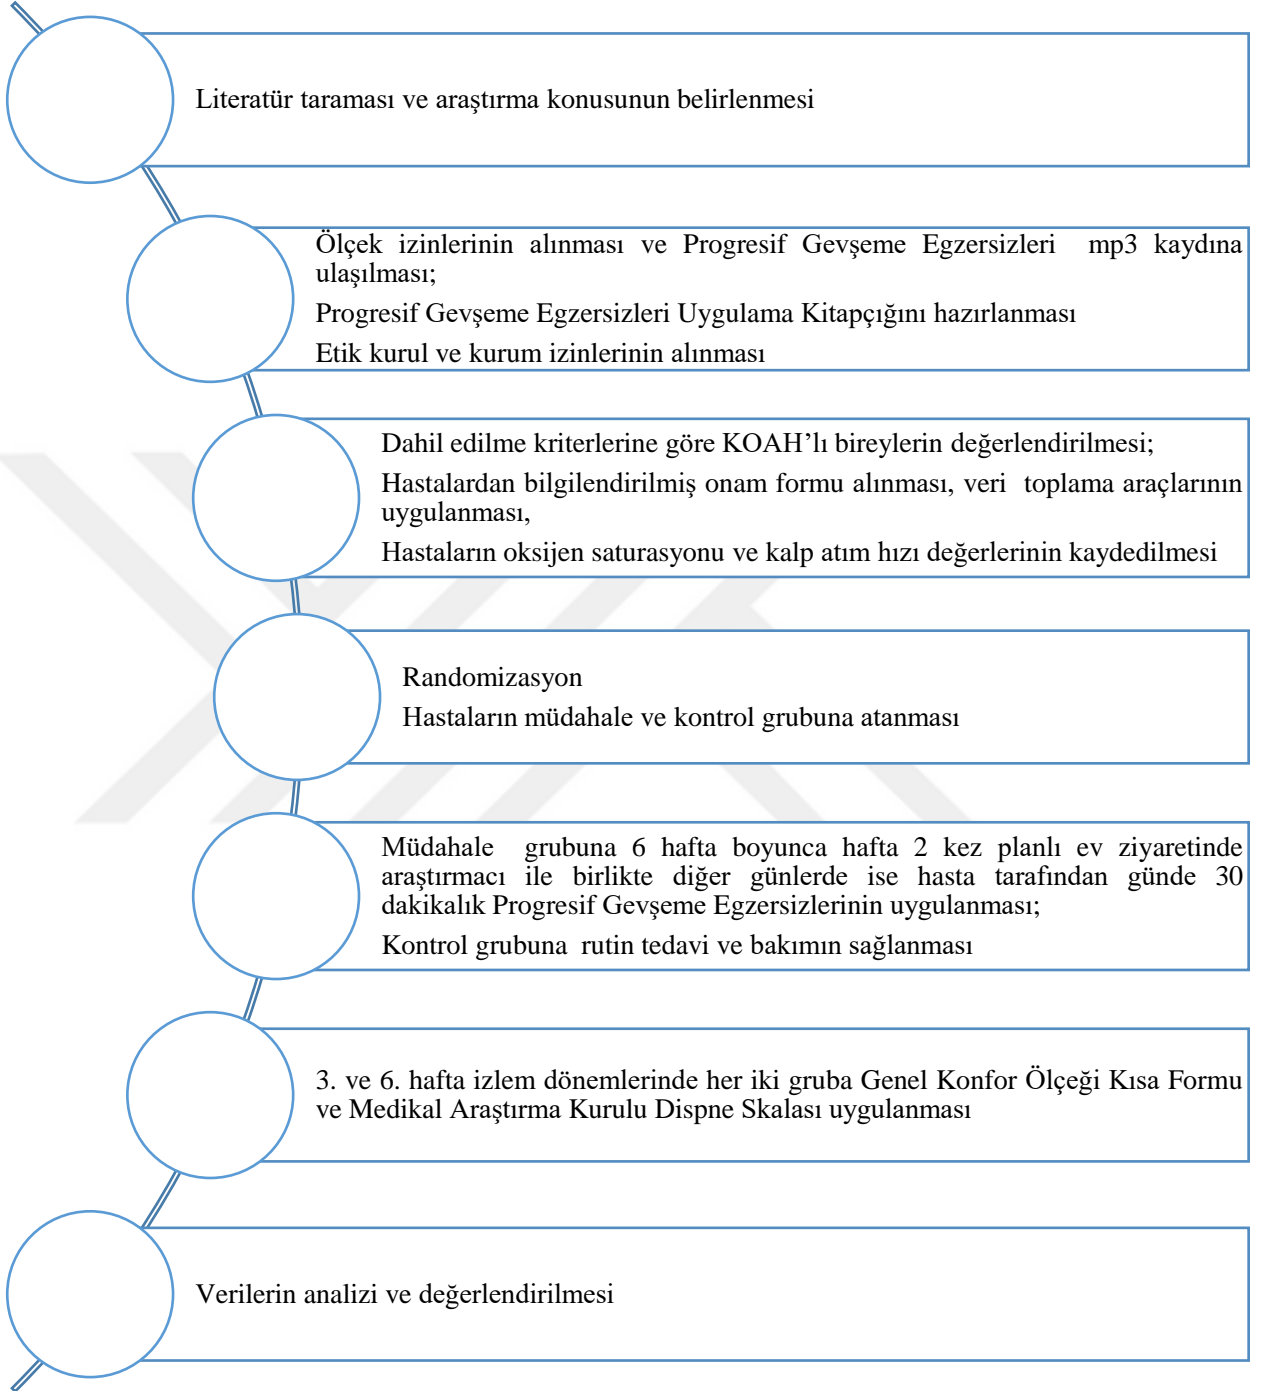 Literatür taraması ve araştırma konusunun belirlenmesi
Ölçek izinlerinin alınması ve Progresif Gevşeme Egzersizleri mp3 kaydına
ulaşılması;
Progresif Gevşeme Egzersizleri Uygulama Kitapçığını hazırlanması
Etik kurul ve kurum izinlerinin alınması
Dahil edilme kriterlerine göre KOAH’lı bireylerin değerlendirilmesi;
Hastalardan bilgilendirilmiş onam formu alınması, veri toplama araçlarının
uygulanması,
Hastaların oksijen saturasyonu ve kalp atım hızı değerlerinin kaydedilmesi
Randomizasyon
Hastaların müdahale ve kontrol grubuna atanması
Müdahale grubuna 6 hafta boyunca hafta 2 kez planlı ev ziyaretinde
araştırmacı ile birlikte diğer günlerde ise hasta tarafından günde 30
dakikalık Progresif Gevşeme Egzersizlerinin uygulanması;
Kontrol grubuna rutin tedavi ve bakımın sağlanması
3. ve 6. hafta izlem dönemlerinde her iki gruba Genel Konfor Ölçeği Kısa Formu
ve Medikal Araştırma Kurulu Dispne Skalası uygulanması
Verilerin analizi ve değerlendirilmesi